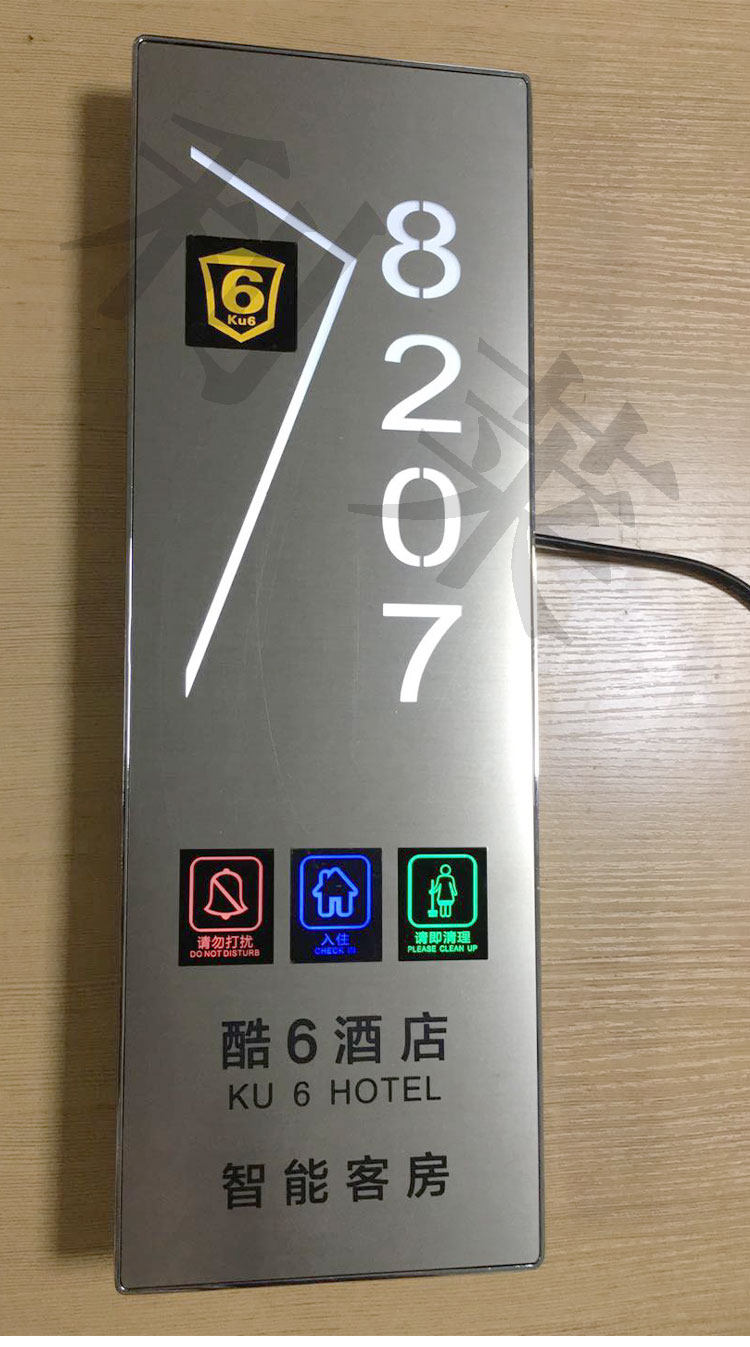 8
2
0
7
6
Ku6
请勿打扰
DO NOT DISTURB
入住
CHECK IN
请即清理
PLEASE CLEAN UP
酷6酒店
KU 6 HOTEL
智能客房